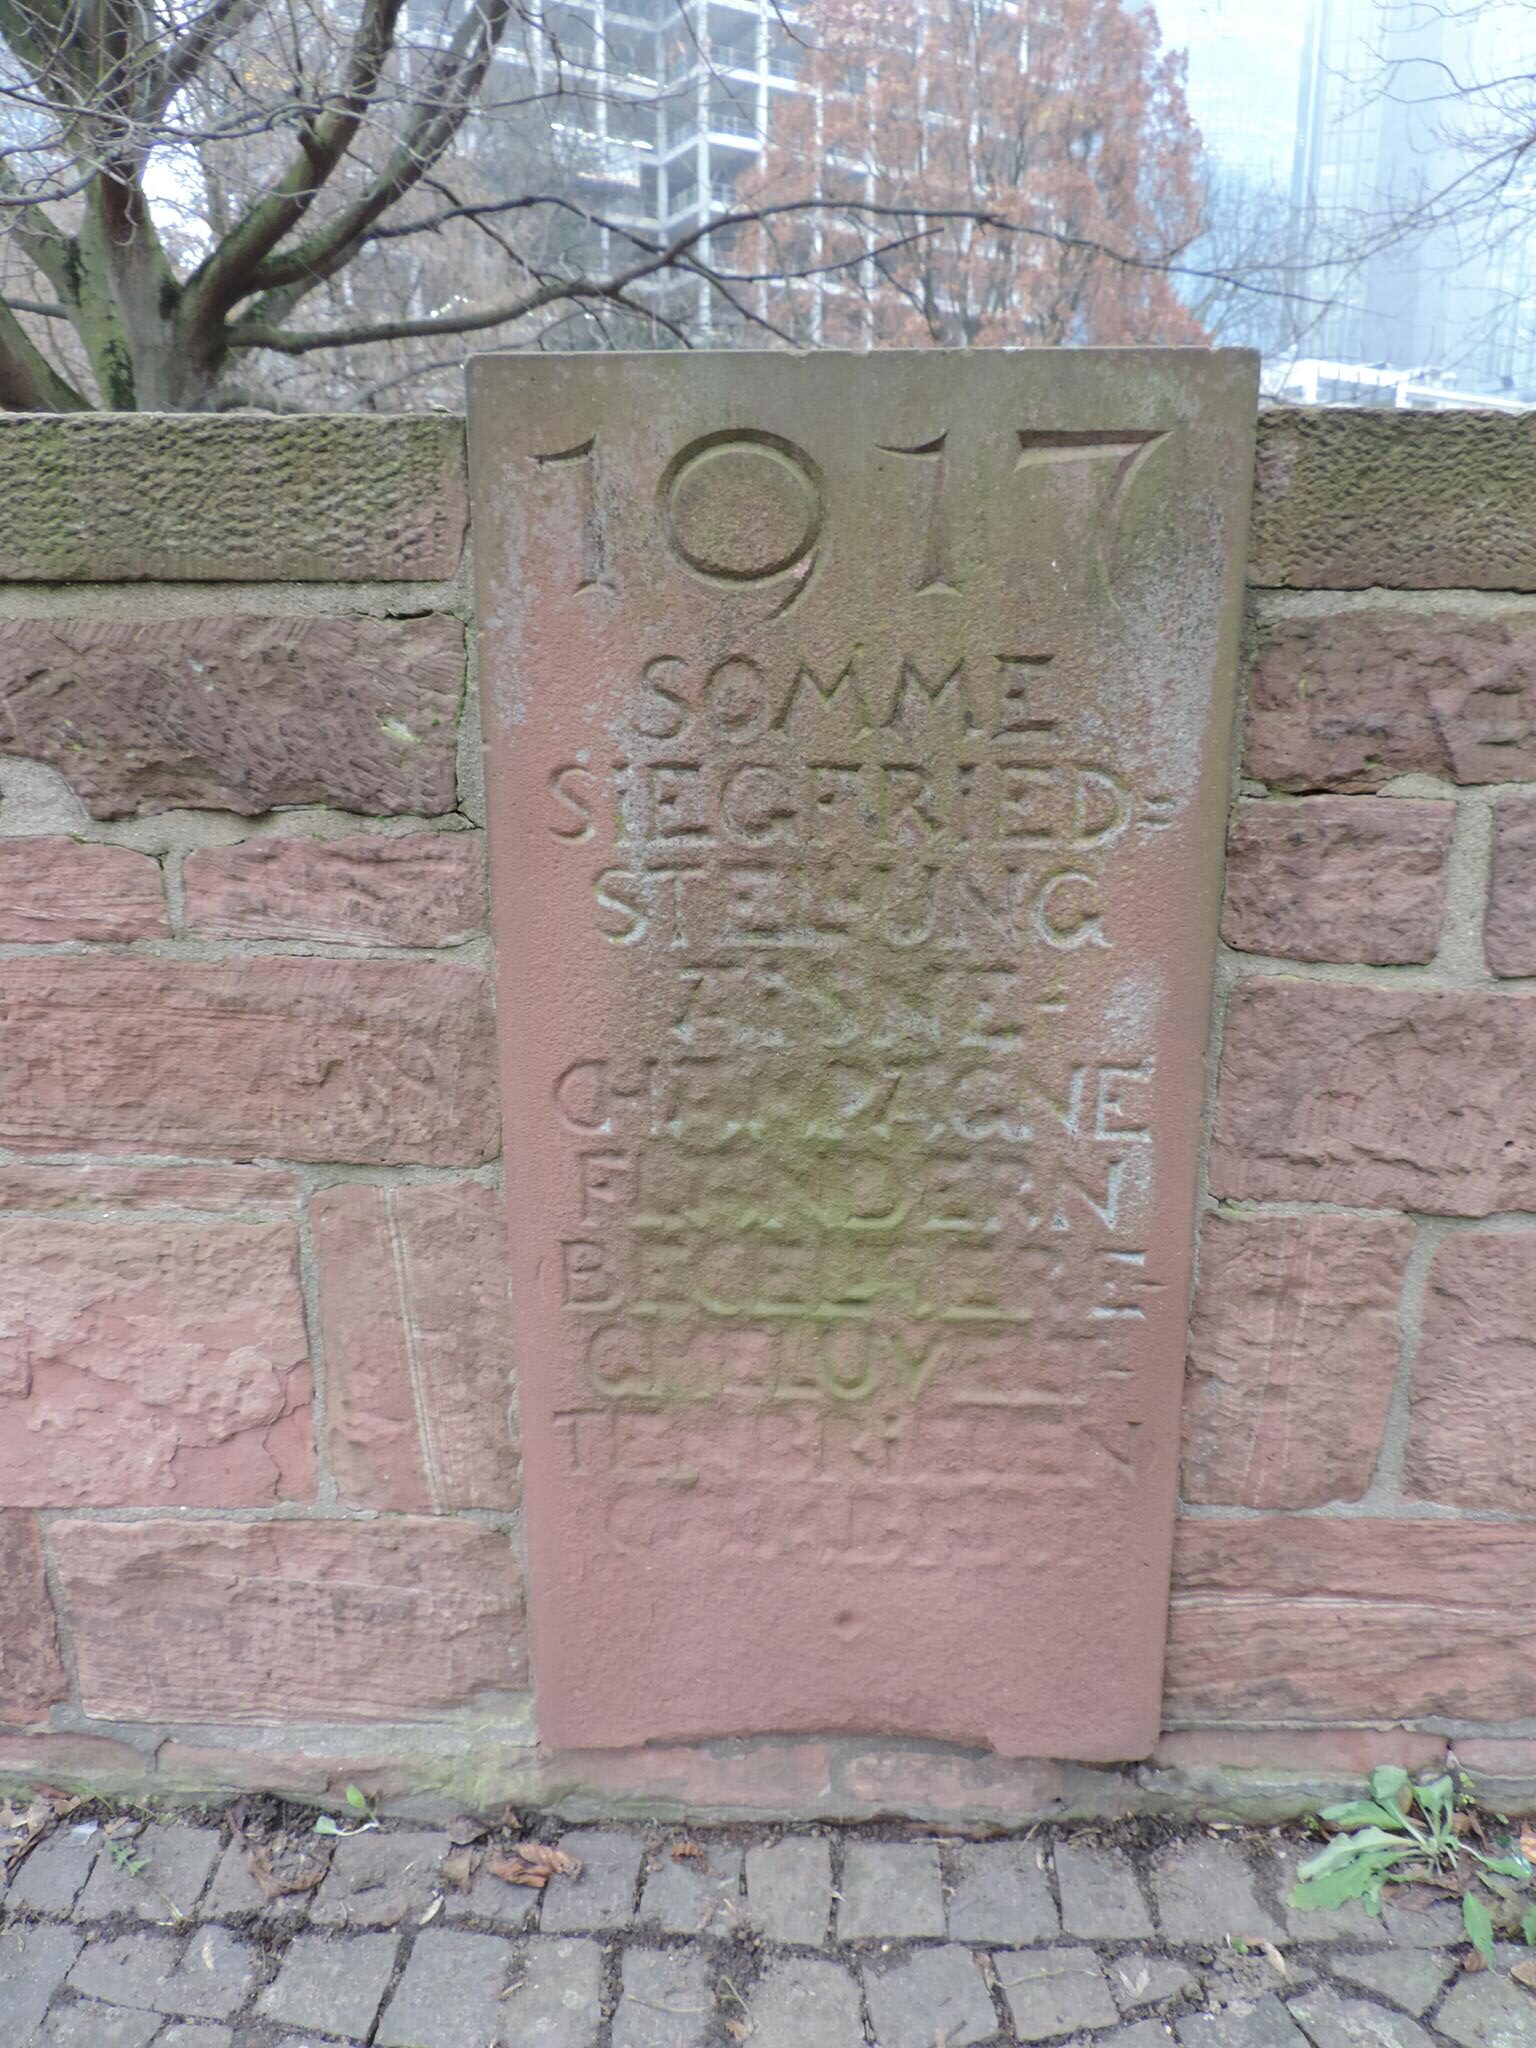 1917
SOMME
SIEGFRIED=
STELLUNG
AISNE-
CHAMPAGNE
FLANDERN
BECELAERE
GHELUVELT